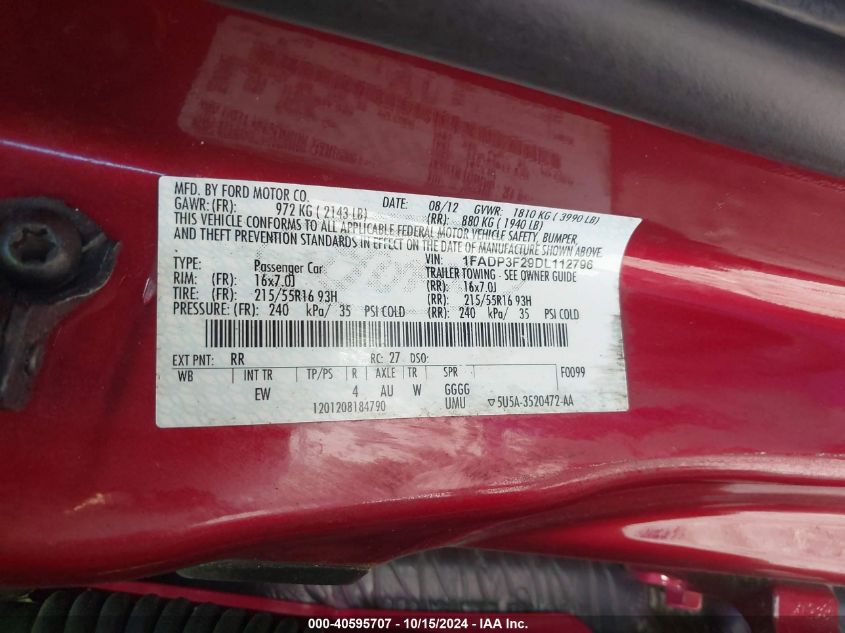 MFD. BY FORD MOTOR CO.
DATE: 08/12 GVWR: 1810 KG ( 3990 LB)
GAWR: (FR): 972 KG ( 2143 LB) (RR): 880 KG ( 1940 LB)
THIS VEHICLE CONFORMS TO ALL APPLICABLE FEDERAL MOTOR VEHICLE SAFETY, BUMPER,
AND THEFT PREVENTION STANDARDS IN EFFECT ON THE DATE OF MANUFACTURE SHOWN ABOVE.
VIN: 1FADP3F29DL112796
TYPE: Passenger Car TRAILER TOWING - SEE OWNER GUIDE
RIM: (FR): 16x7.0J (RR): 16x7.0J
TIRE: (FR): 215/55R16 93H (RR): 215/55R16 93H
PRESSURE: (FR): 240 kPa/ 35 PSI COLD (RR): 240 kPa/ 35 PSI COLD
EXT PNT: RR RC: 27 DSO: F0099
WB INT TR TP/PS R AXLE TR SPR
EW 4 AU W GGGG
1201208184790 UMU ▽5U5A-3520472-AA
000-40595707 - 10/15/2024 - IAAI.com